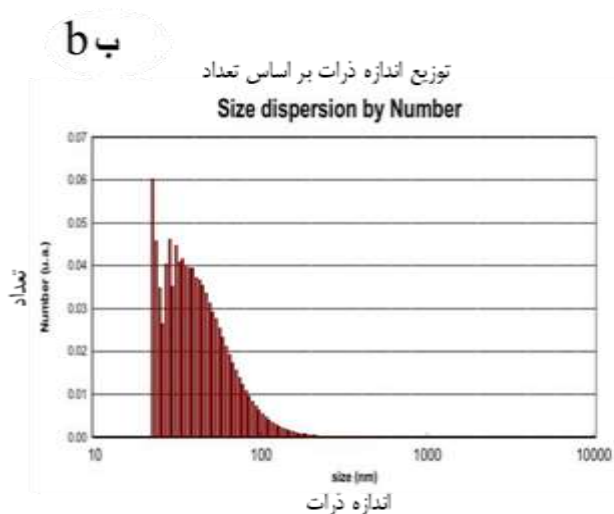 b ب
توزیع اندازه ذرات بر اساس تعداد
Size dispersion by Number
0.07
0.06
0.05
0.04
0.03
0.02
0.01
0.00
تعداد
Number (u.a.)
10 100 1000 10000
size (nm)
اندازه ذرات